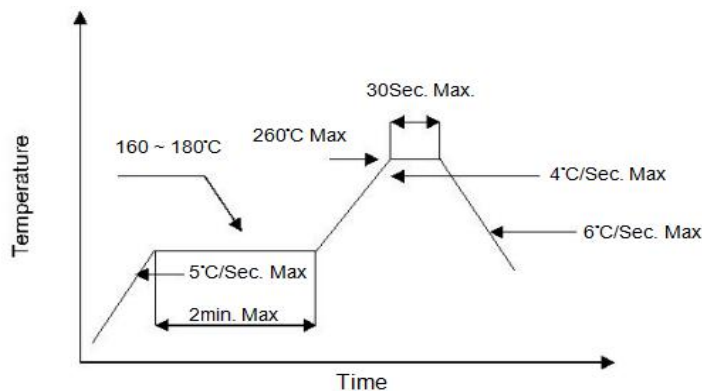 30Sec. Max.
260°C Max
160 ~ 180°C
4°C/Sec. Max
6°C/Sec. Max
5°C/Sec. Max
2min. Max
Temperature
Time